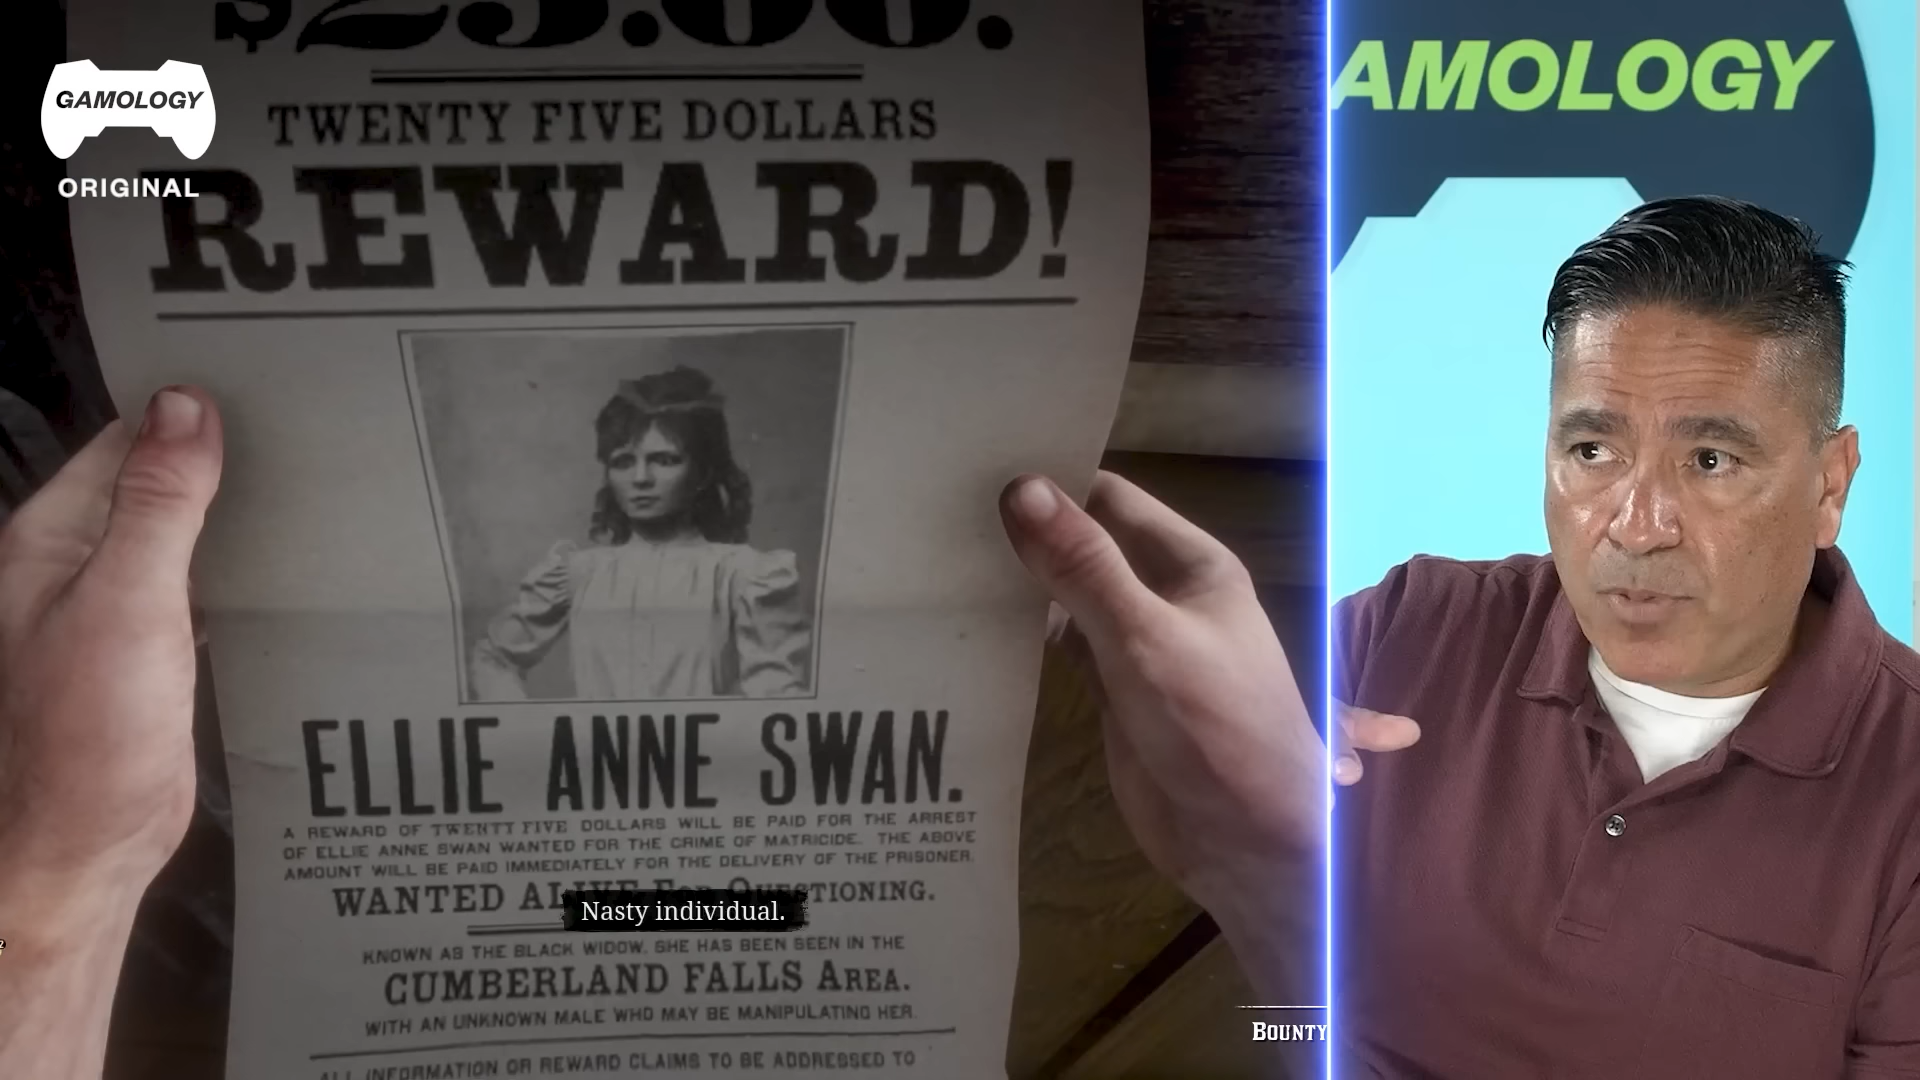 $25.00.
TWENTY FIVE DOLLARS
REWARD!
ELLIE ANNE SWAN.
A REWARD OF TWENTY FIVE DOLLARS WILL BE PAID FOR THE ARREST
OF ELLIE ANNE SWAN WANTED FOR THE CRIME OF MATRICIDE. THE ABOVE
AMOUNT WILL BE PAID IMMEDIATELY FOR THE DELIVERY OF THE PRISONER.
WANTED ALIVE FOR QUESTIONING.
Nasty individual.
KNOWN AS THE BLACK WIDOW. SHE HAS BEEN SEEN IN THE
CUMBERLAND FALLS AREA.
WITH AN UNKNOWN MALE WHO MAY BE MANIPULATING HER.
ALL INFORMATION OR REWARD CLAIMS TO BE ADDRESSED TO
GAMOLOGY
ORIGINAL
BOUNTY
AMOLOGY